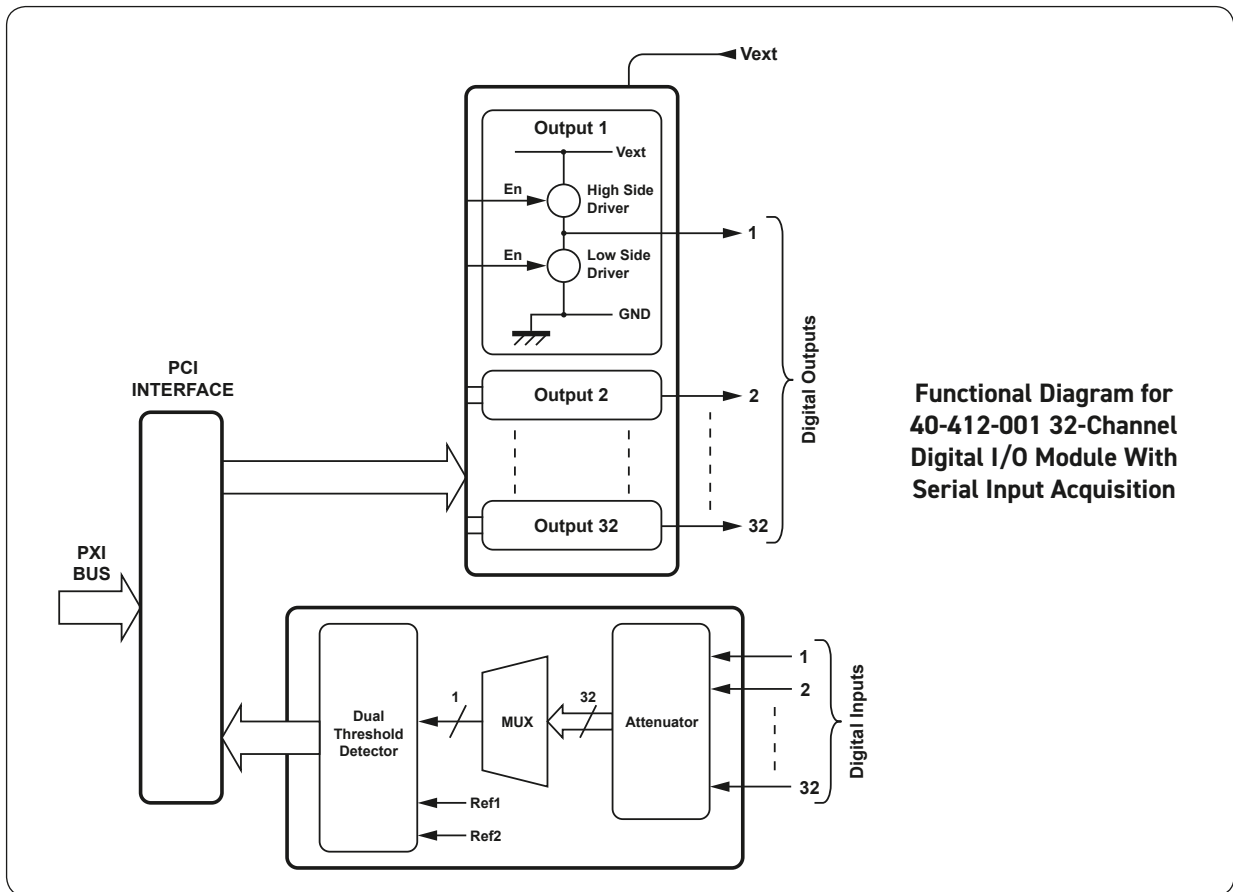 Vext
Output 1
Vext
En
High Side
Driver
1
En
Low Side
Driver
GND
Digital Outputs
PCI
INTERFACE
Output 2
2
Functional Diagram for
40-412-001 32-Channel
Digital I/O Module With
Serial Input Acquisition
Output 32
32
PXI
BUS
1
2
32
Digital Inputs
Attenuator
32
MUX
1
Dual
Threshold
Detector
Ref1
Ref2